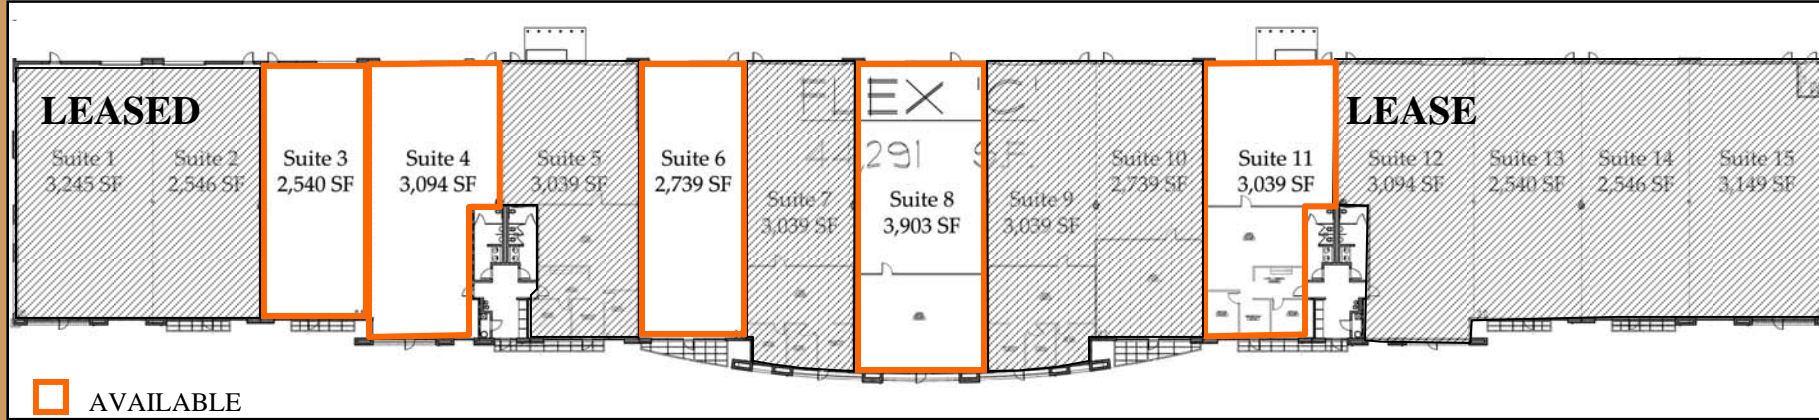 FLEX 'C'
44,291 S.F.
LEASED
LEASE
Suite 1
3,245 SF
Suite 2
2,546 SF
Suite 3
2,540 SF
Suite 4
3,094 SF
Suite 5
3,039 SF
Suite 6
2,739 SF
Suite 7
3,039 SF
Suite 8
3,903 SF
Suite 9
3,039 SF
Suite 10
2,739 SF
Suite 11
3,039 SF
Suite 12
3,094 SF
Suite 13
2,540 SF
Suite 14
2,546 SF
Suite 15
3,149 SF
AVAILABLE